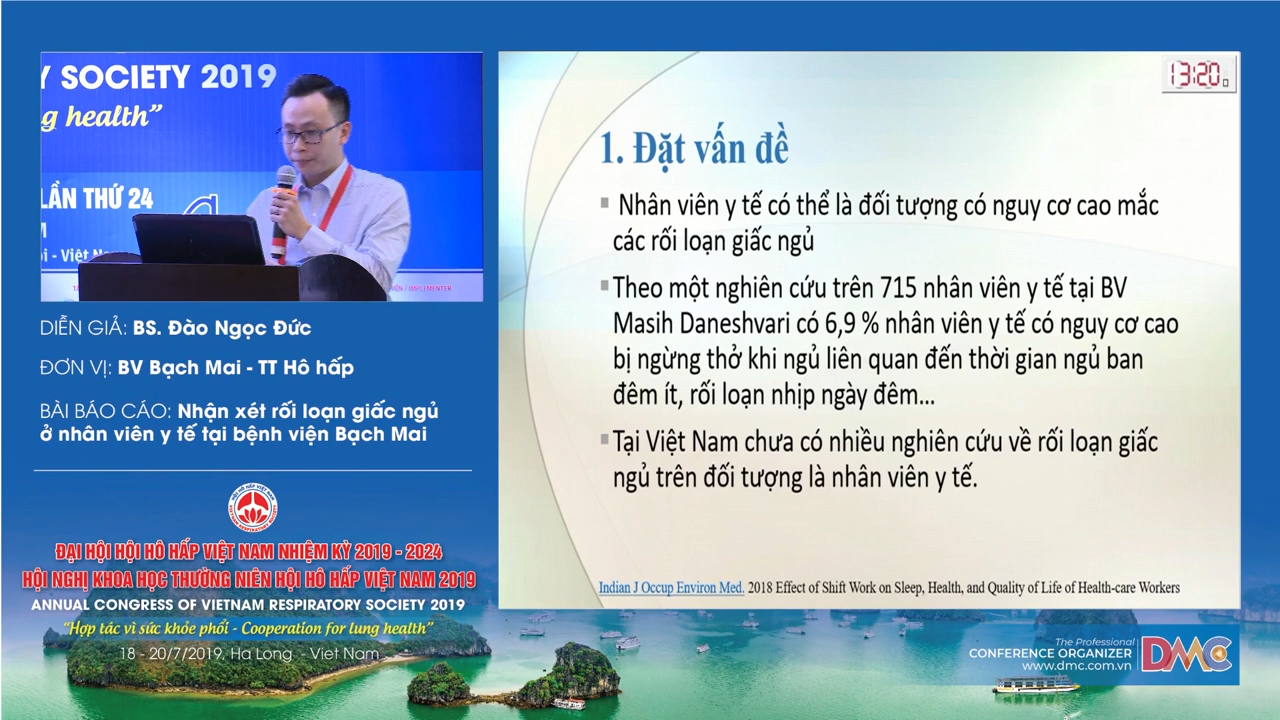 Y SOCIETY 2019
g health”
LẦN THỨ 24
DIỄN GIẢ: BS. Đào Ngọc Đức
ĐƠN VỊ: BV Bạch Mai - TT Hô hấp
BÀI BÁO CÁO: Nhận xét rối loạn giấc ngủ
ở nhân viên y tế tại bệnh viện Bạch Mai
HỘI HÔ HẤP VIỆT NAM
VIETNAM RESPIRATORY SOCIETY
ĐẠI HỘI HỘI HÔ HẤP VIỆT NAM NHIỆM KỲ 2019 - 2024
HỘI NGHỊ KHOA HỌC THƯỜNG NIÊN HỘI HÔ HẤP VIỆT NAM 2019
ANNUAL CONGRESS OF VIETNAM RESPIRATORY SOCIETY 2019
“Hợp tác vì sức khỏe phổi - Cooperation for lung health”
18 - 20/7/2019, Ha Long - Viet Nam
13:20
1. Đặt vấn đề
▪ Nhân viên y tế có thể là đối tượng có nguy cơ cao mắc
các rối loạn giấc ngủ
▪ Theo một nghiên cứu trên 715 nhân viên y tế tại BV
Masih Daneshvari có 6,9 % nhân viên y tế có nguy cơ cao
bị ngừng thở khi ngủ liên quan đến thời gian ngủ ban
đêm ít, rối loạn nhịp ngày đêm...
▪ Tại Việt Nam chưa có nhiều nghiên cứu về rối loạn giấc
ngủ trên đối tượng là nhân viên y tế.
Indian J Occup Environ Med. 2018 Effect of Shift Work on Sleep, Health, and Quality of Life of Health-care Workers
The Professional
CONFERENCE ORGANIZER
www.dmc.com.vn
DMC